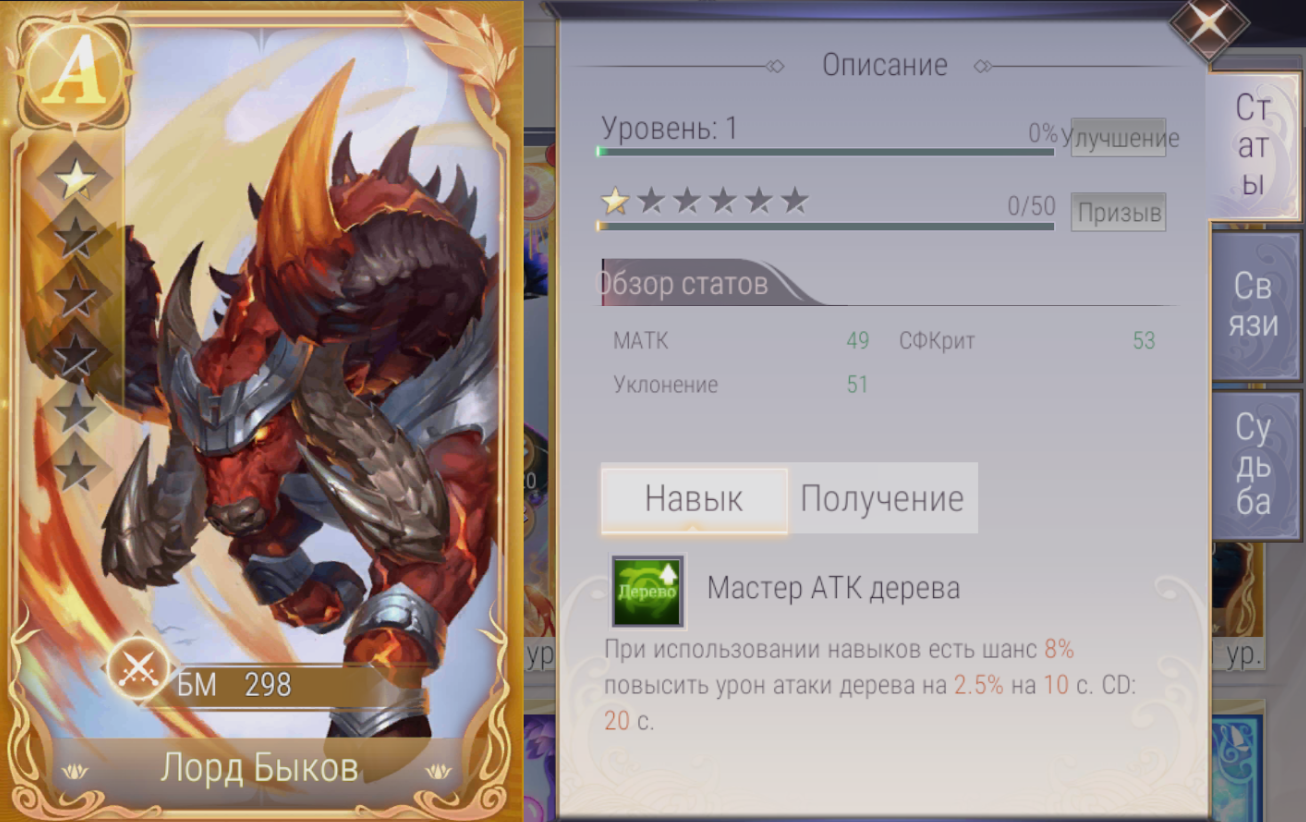 A
БМ 298
Лорд Быков
Описание
Уровень: 1
0%
Улучшение
0/50
Призыв
Обзор статов
МАТК 49 СФКрит 53
Уклонение 51
Навык Получение
Дерево
Мастер АТК дерева
При использовании навыков есть шанс 8%
повысить урон атаки дерева на 2.5% на 10 с. CD:
20 с.
Ст
ат
ы
Св
язи
Су
дь
ба
ур
ур.